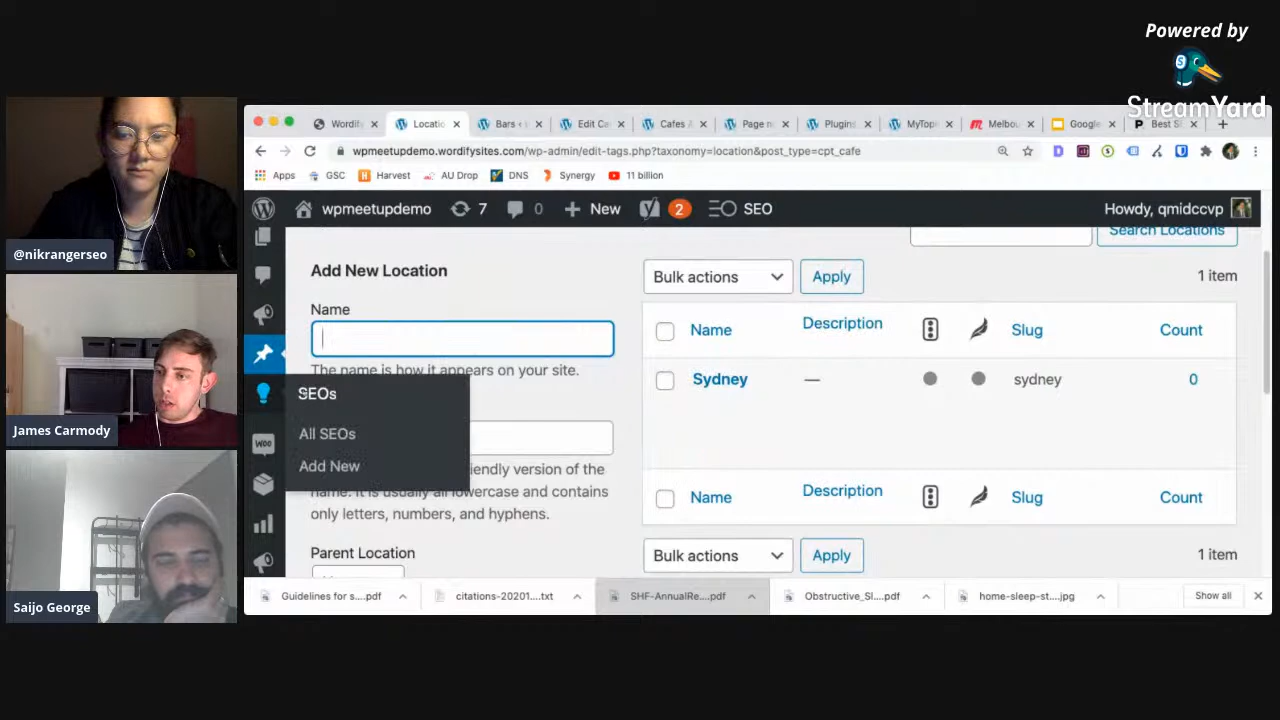 Powered by
StreamYard
@nikrangerseo
James Carmody
Saijo George
Wordify
Locatio
Bars ‹
Edit Ca
Cafes
Page n
Plugins
MyTop
Melbou
Google
Best S
wpmeetupdemo.wordifysites.com/wp-admin/edit-tags.php?taxonomy=location&post_type=cpt_cafe
Apps
GSC
Harvest
AU Drop
DNS
Synergy
11 billion
wpmeetupdemo
7
0
New
2
SEO
Howdy, qmidccvp
Search Locations
Add New Location
Bulk actions
Apply
1 item
Name
The name is how it appears on your site.
SEOs
All SEOs
Add New
WOO
iendly version of the
name. It is usually all lowercase and contains
only letters, numbers, and hyphens.
Parent Location
Name
Description
Slug
Count
Sydney
—
sydney
0
Name
Description
Slug
Count
Bulk actions
Apply
1 item
Guidelines for s....pdf
citations-20201....txt
SHF-AnnualRe....pdf
Obstructive_Sl....pdf
home-sleep-st....jpg
Show all